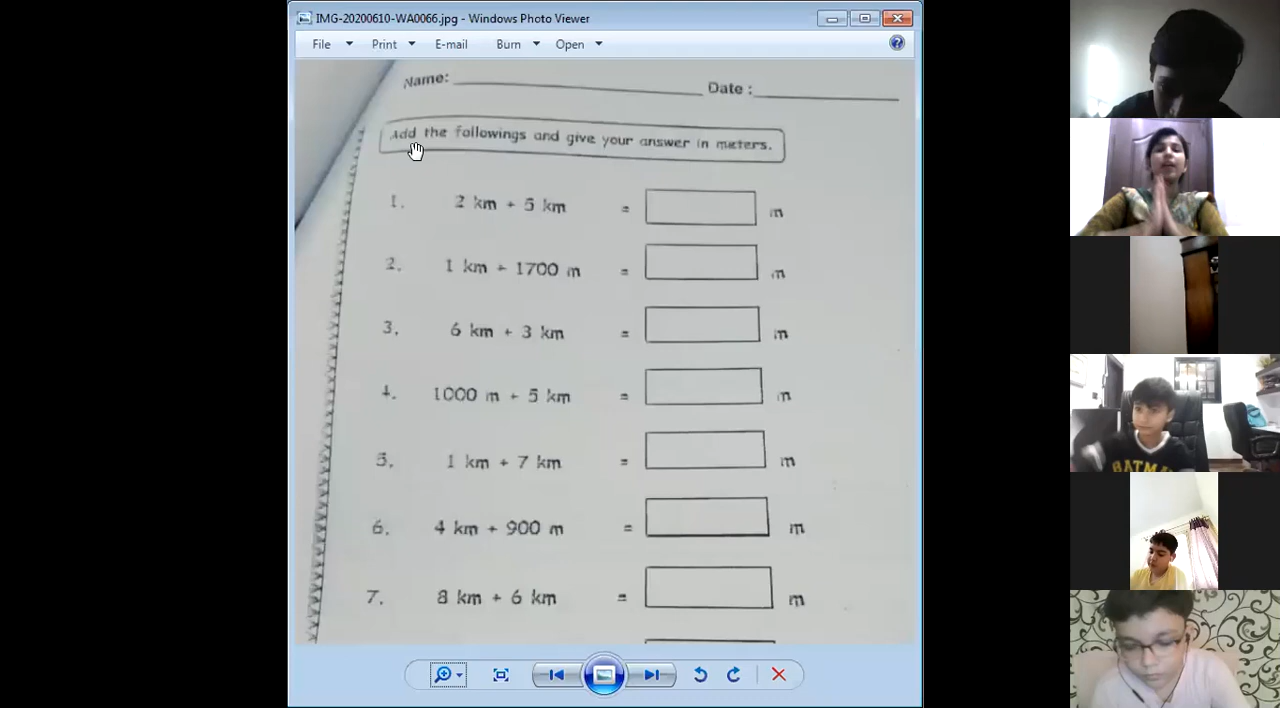 IMG-20200610-WA0066.jpg - Windows Photo Viewer
File Print E-mail Burn Open
Name: Date :
Add the followings and give your answer in meters.
1. 2 km + 5 km = m
2. 1 km + 1700 m = m
3. 6 km + 3 km = m
4. 1000 m + 5 km = m
5. 1 km + 7 km = m
6. 4 km + 900 m = m
7. 8 km + 6 km = m